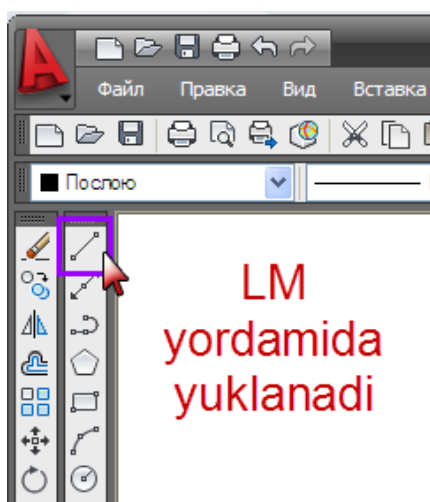 Файл Правка Вид Вставка
Послою
LM
yordamida
yuklanadi